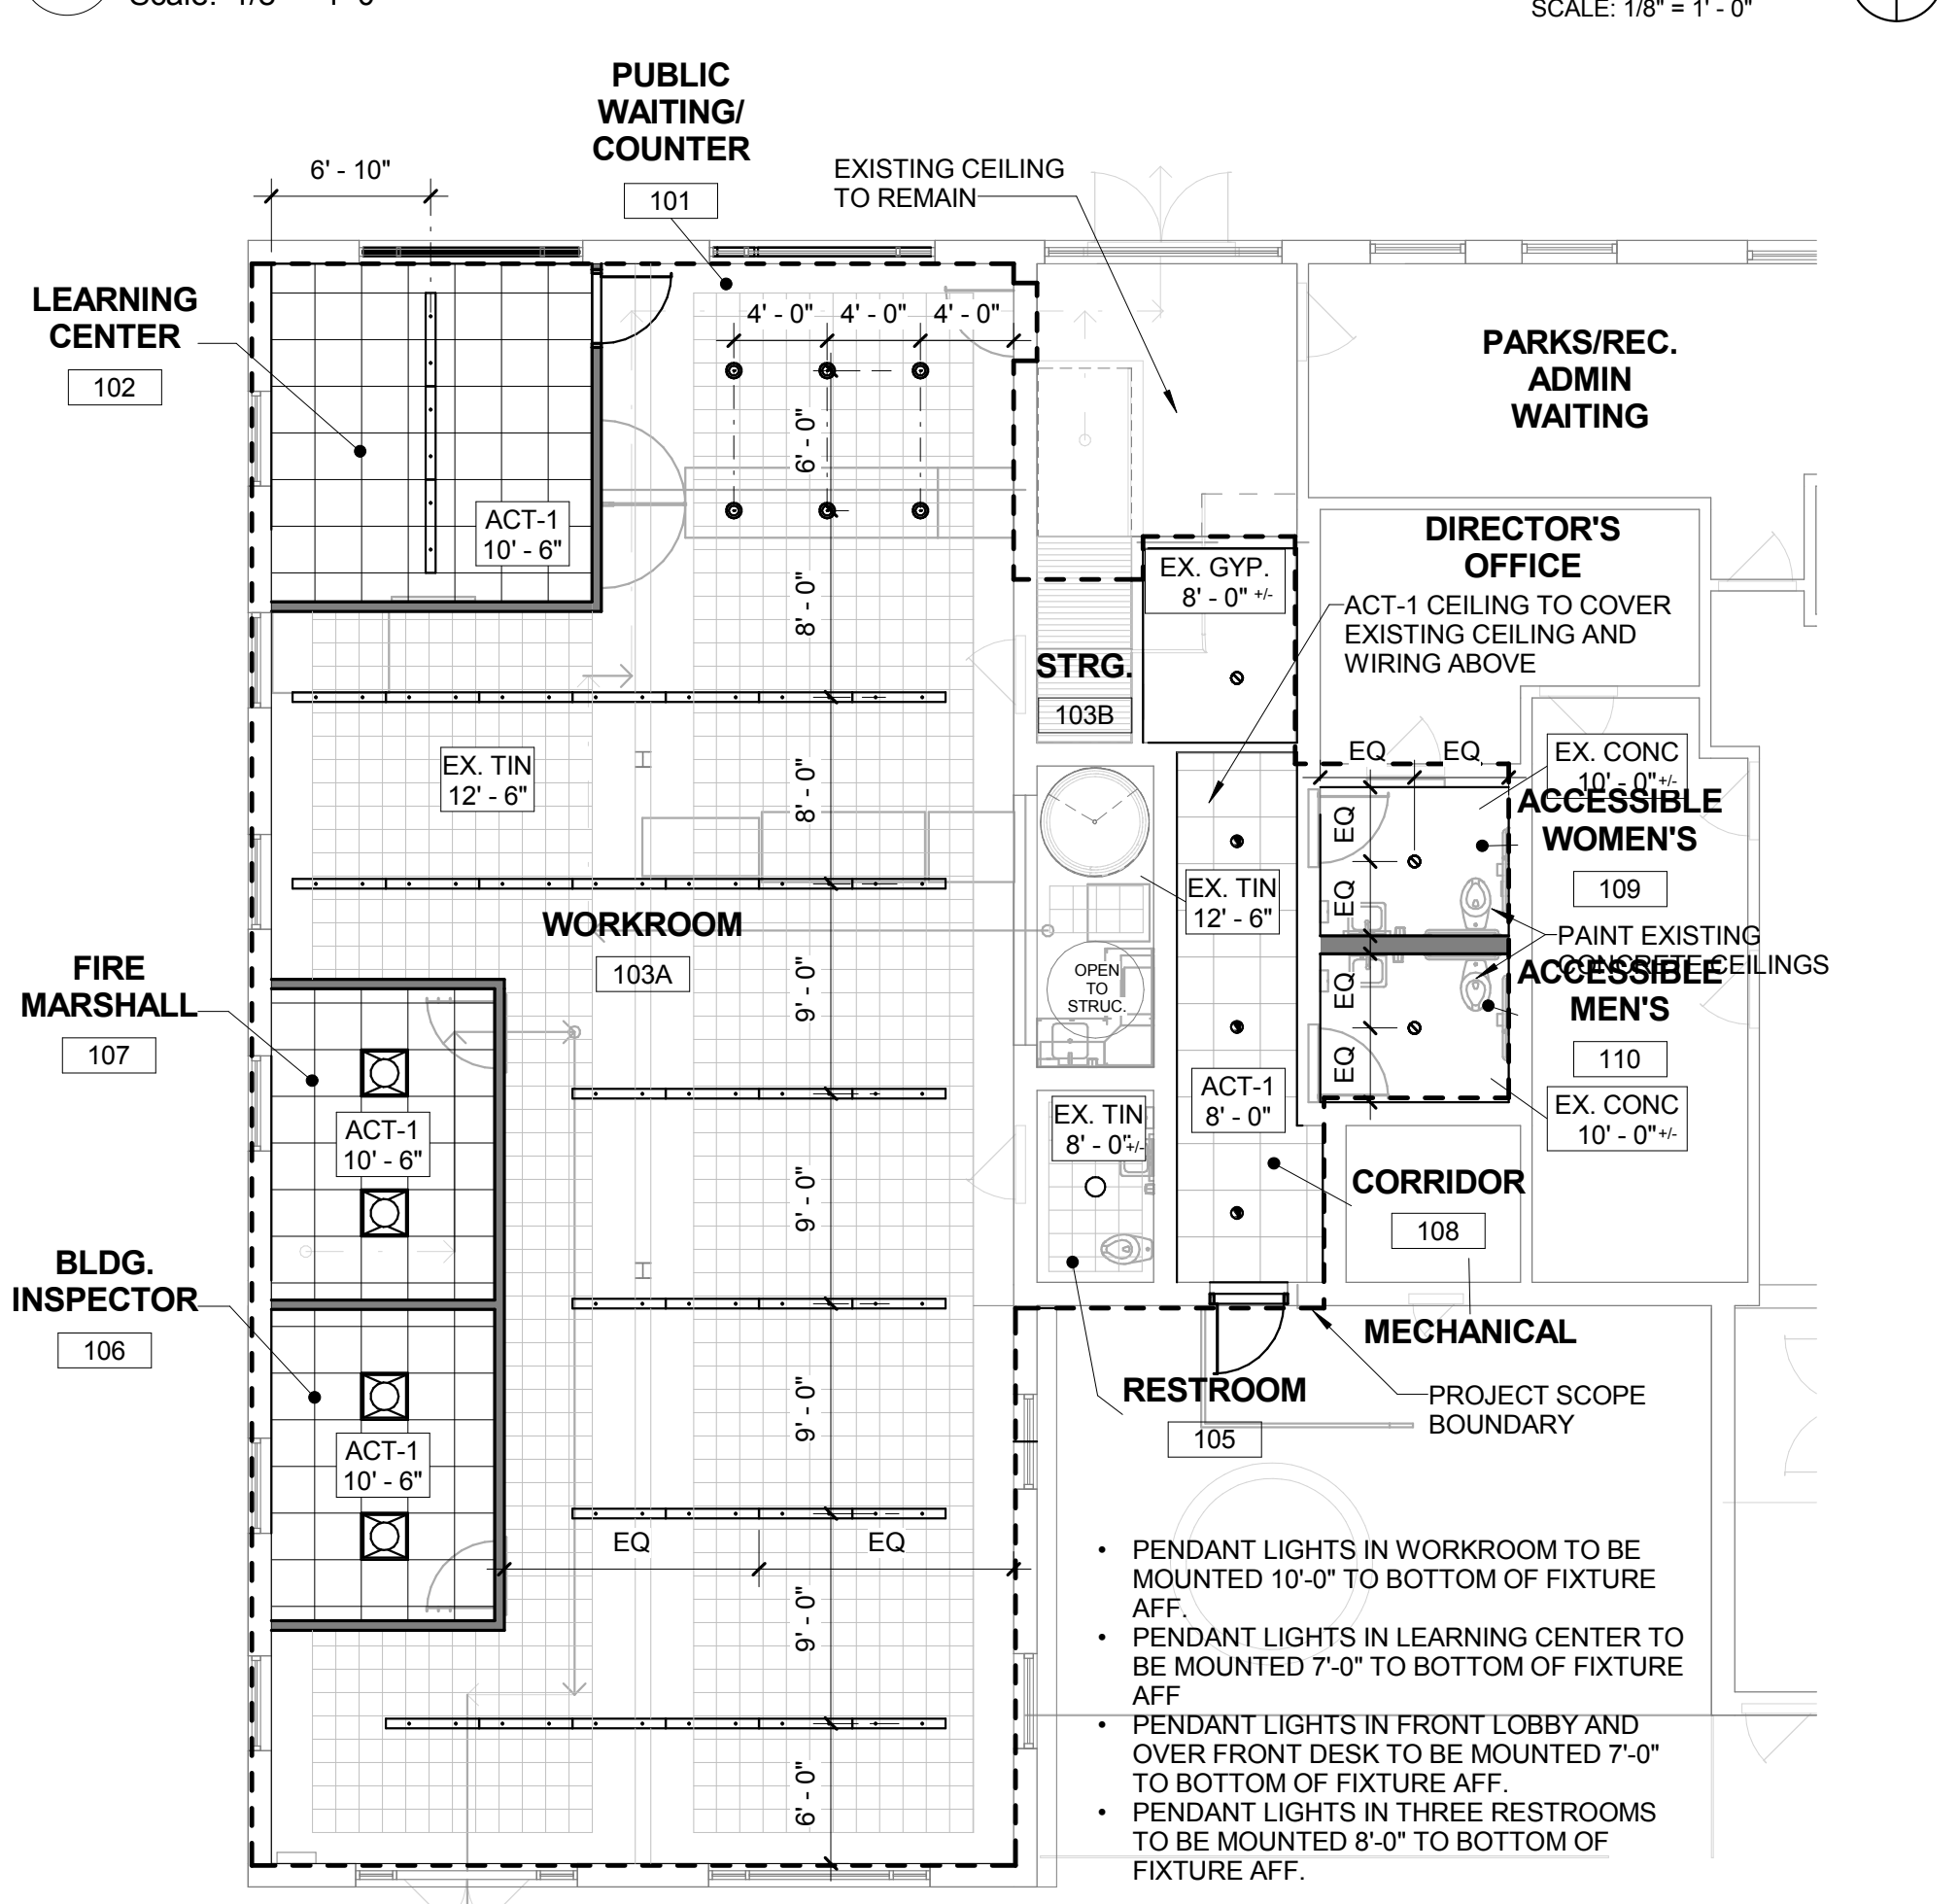 SCALE: 1/8" = 1' - 0"
PUBLIC
WAITING/
COUNTER
101
6' - 10"
EXISTING CEILING
TO REMAIN
LEARNING
CENTER
102
4' - 0"
4' - 0"
4' - 0"
PARKS/REC.
ADMIN
WAITING
6' - 0"
ACT-1
10' - 6"
DIRECTOR'S
OFFICE
EX. GYP.
8' - 0" +/-
8' - 0"
ACT-1 CEILING TO COVER
EXISTING CEILING AND
WIRING ABOVE
STRG.
103B
EX. TIN
12' - 6"
8' - 0"
EQ
EQ
EX. CONC
10' - 0"+/-
ACCESSIBLE
WOMEN'S
109
EQ
EQ
EX. TIN
12' - 6"
WORKROOM
103A
PAINT EXISTING
CONCRETE CEILINGS
FIRE
MARSHALL
107
9' - 0"
OPEN
TO
STRUC.
ACCESSIBLE
MEN'S
110
EQ
EQ
EX. CONC
10' - 0"+/-
ACT-1
10' - 6"
EX. TIN
8' - 0"+/-
ACT-1
8' - 0"
9' - 0"
CORRIDOR
108
BLDG.
INSPECTOR
106
MECHANICAL
RESTROOM
105
PROJECT SCOPE
BOUNDARY
9' - 0"
ACT-1
10' - 6"
EQ
EQ
9' - 0"
6' - 0"
• PENDANT LIGHTS IN WORKROOM TO BE
MOUNTED 10'-0" TO BOTTOM OF FIXTURE
AFF.
• PENDANT LIGHTS IN LEARNING CENTER TO
BE MOUNTED 7'-0" TO BOTTOM OF FIXTURE
AFF
• PENDANT LIGHTS IN FRONT LOBBY AND
OVER FRONT DESK TO BE MOUNTED 7'-0"
TO BOTTOM OF FIXTURE AFF.
• PENDANT LIGHTS IN THREE RESTROOMS
TO BE MOUNTED 8'-0" TO BOTTOM OF
FIXTURE AFF.